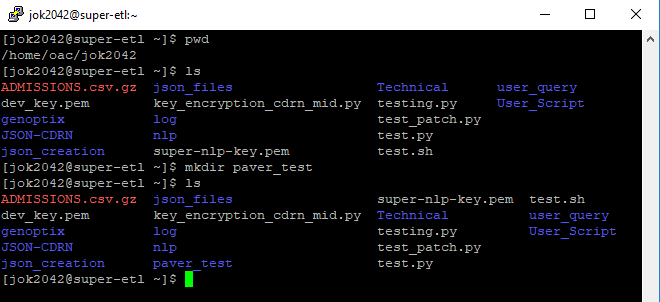 jok2042@super-etl:~
[jok2042@super-etl ~]$ pwd
/home/oac/jok2042
[jok2042@super-etl ~]$ ls
ADMISSIONS.csv.gz  json_files                  Technical     user_query
dev_key.pem        key_encryption_cdrn_mid.py  testing.py    User_Script
genoptix           log                         test_patch.py
JSON-CDRN          nlp                         test.py
json_creation      super-nlp-key.pem           test.sh
[jok2042@super-etl ~]$ mkdir paver_test
[jok2042@super-etl ~]$ ls
ADMISSIONS.csv.gz  json_files                  super-nlp-key.pem  test.sh
dev_key.pem        key_encryption_cdrn_mid.py  Technical          user_query
genoptix           log                         testing.py         User_Script
JSON-CDRN          nlp                         test_patch.py
json_creation      paver_test                  test.py
[jok2042@super-etl ~]$